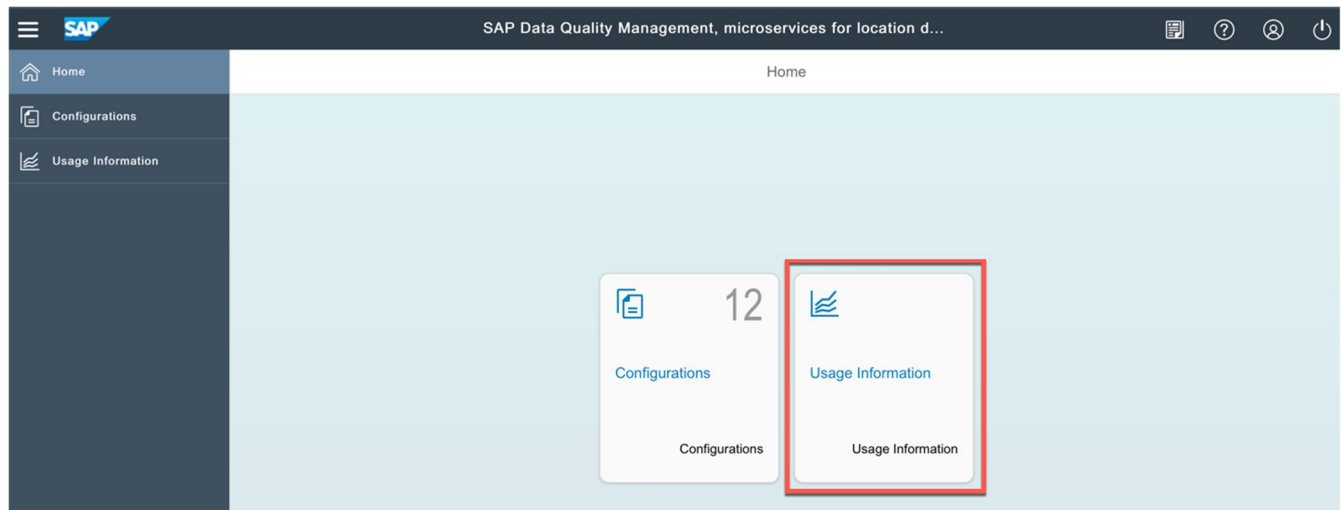 SAP
SAP Data Quality Management, microservices for location d...
Home
Configurations
Usage Information
Home
12
Configurations
Configurations
Usage Information
Usage Information